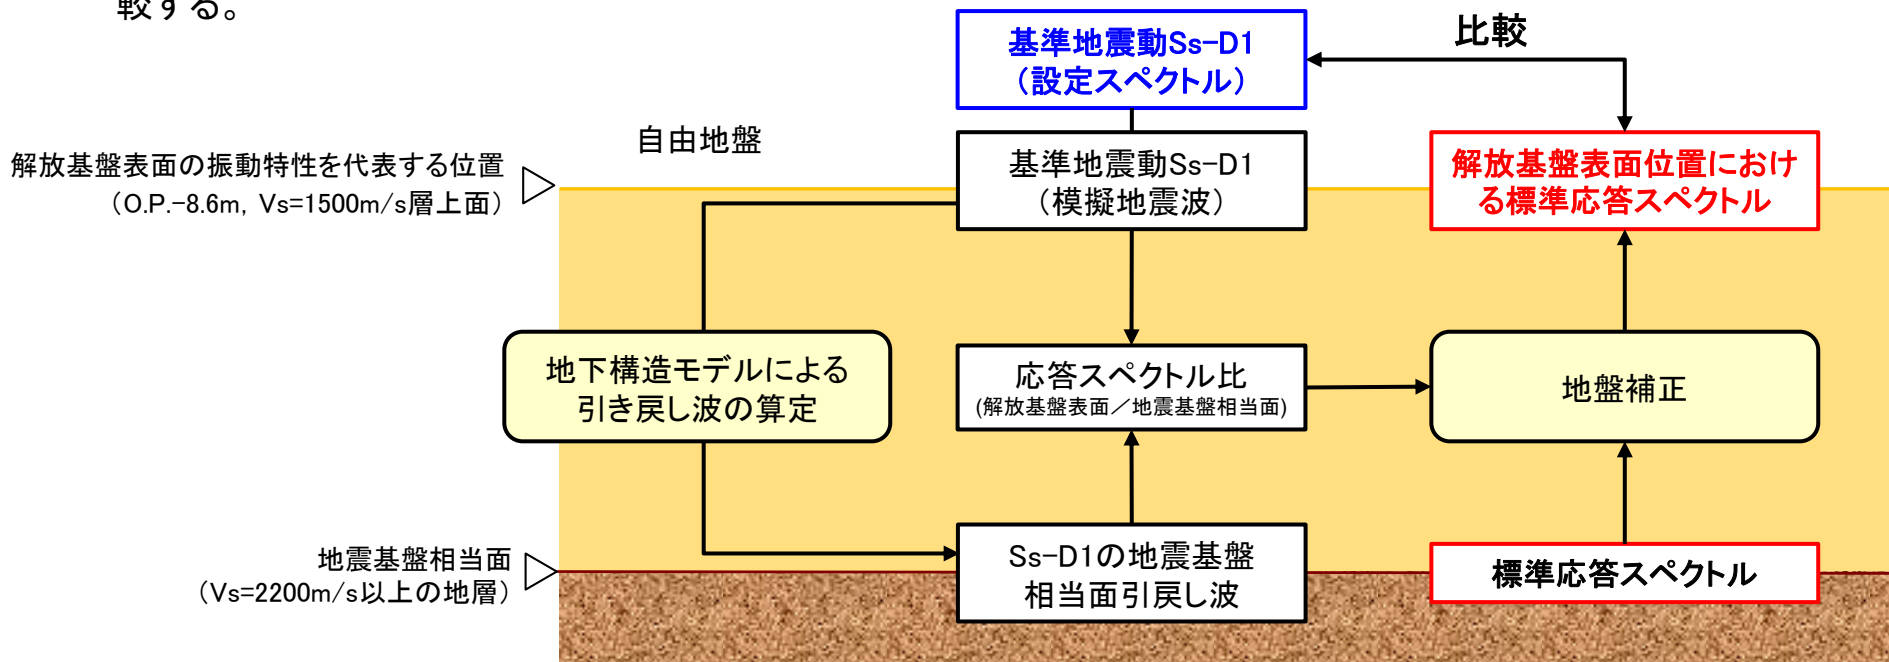 較する。
基準地震動Ss-D1
（設定スペクトル）
比較
自由地盤
解放基盤表面の振動特性を代表する位置
（O.P.-8.6m，Vs=1500m/s層上面）
基準地震動Ss-D1
（模擬地震波）
解放基盤表面位置におけ
る標準応答スペクトル
地下構造モデルによる
引き戻し波の算定
応答スペクトル比
(解放基盤表面／地震基盤相当面)
地盤補正
地震基盤相当面
（Vs=2200m/s以上の地層）
Ss-D1の地震基盤
相当面引戻し波
標準応答スペクトル